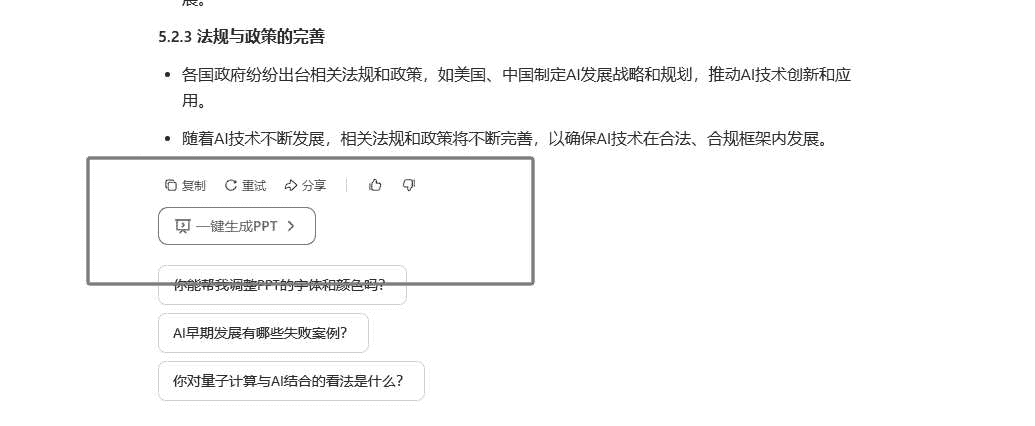 展。
5.2.3 法规与政策的完善
• 各国政府纷纷出台相关法规和政策，如美国、中国制定AI发展战略和规划，推动AI技术创新和应
用。
• 随着AI技术不断发展，相关法规和政策将不断完善，以确保AI技术在合法、合规框架内发展。
复制 重试 分享
一键生成PPT
你能帮我调整PPT的字体和颜色吗？
AI早期发展有哪些失败案例？
你对量子计算与AI结合的看法是什么？